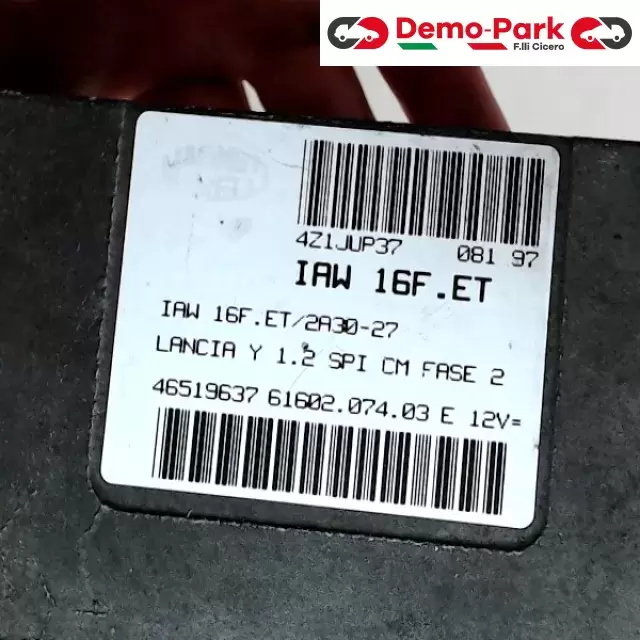 Demo-Park
F.lli Cicero
4Z1JWP37 081 97
IAW 16F.ET
IAW 16F.ET/2A30-27
LANCIA Y 1.2 SPI CM FASE 2
46519637 61602.074.03 E 12V=